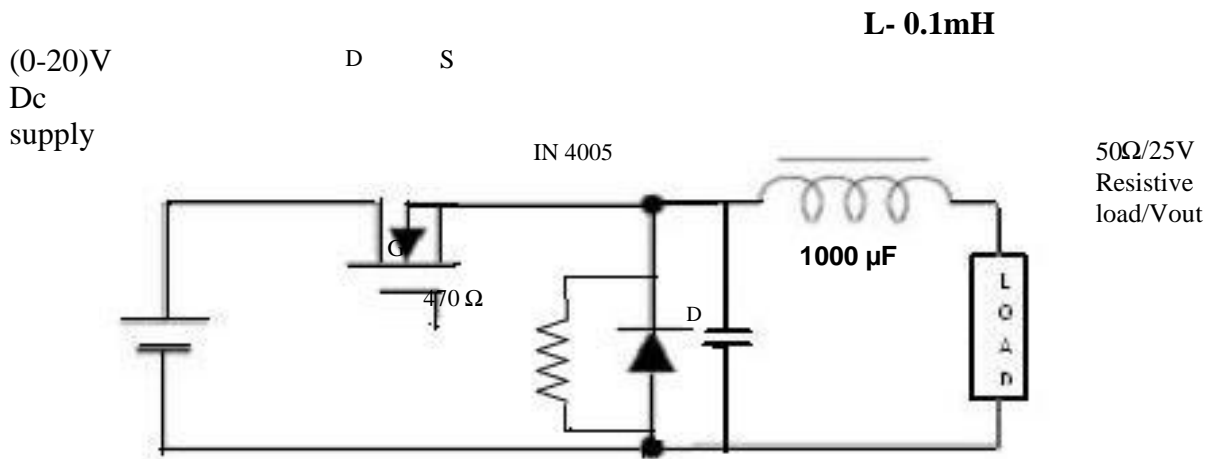 L- 0.1mH
(0-20)V
Dc
supply
D
S
IN 4005
50Ω/25V
Resistive
load/Vout
G
1000 µF
470 Ω
D
L
O
A
D